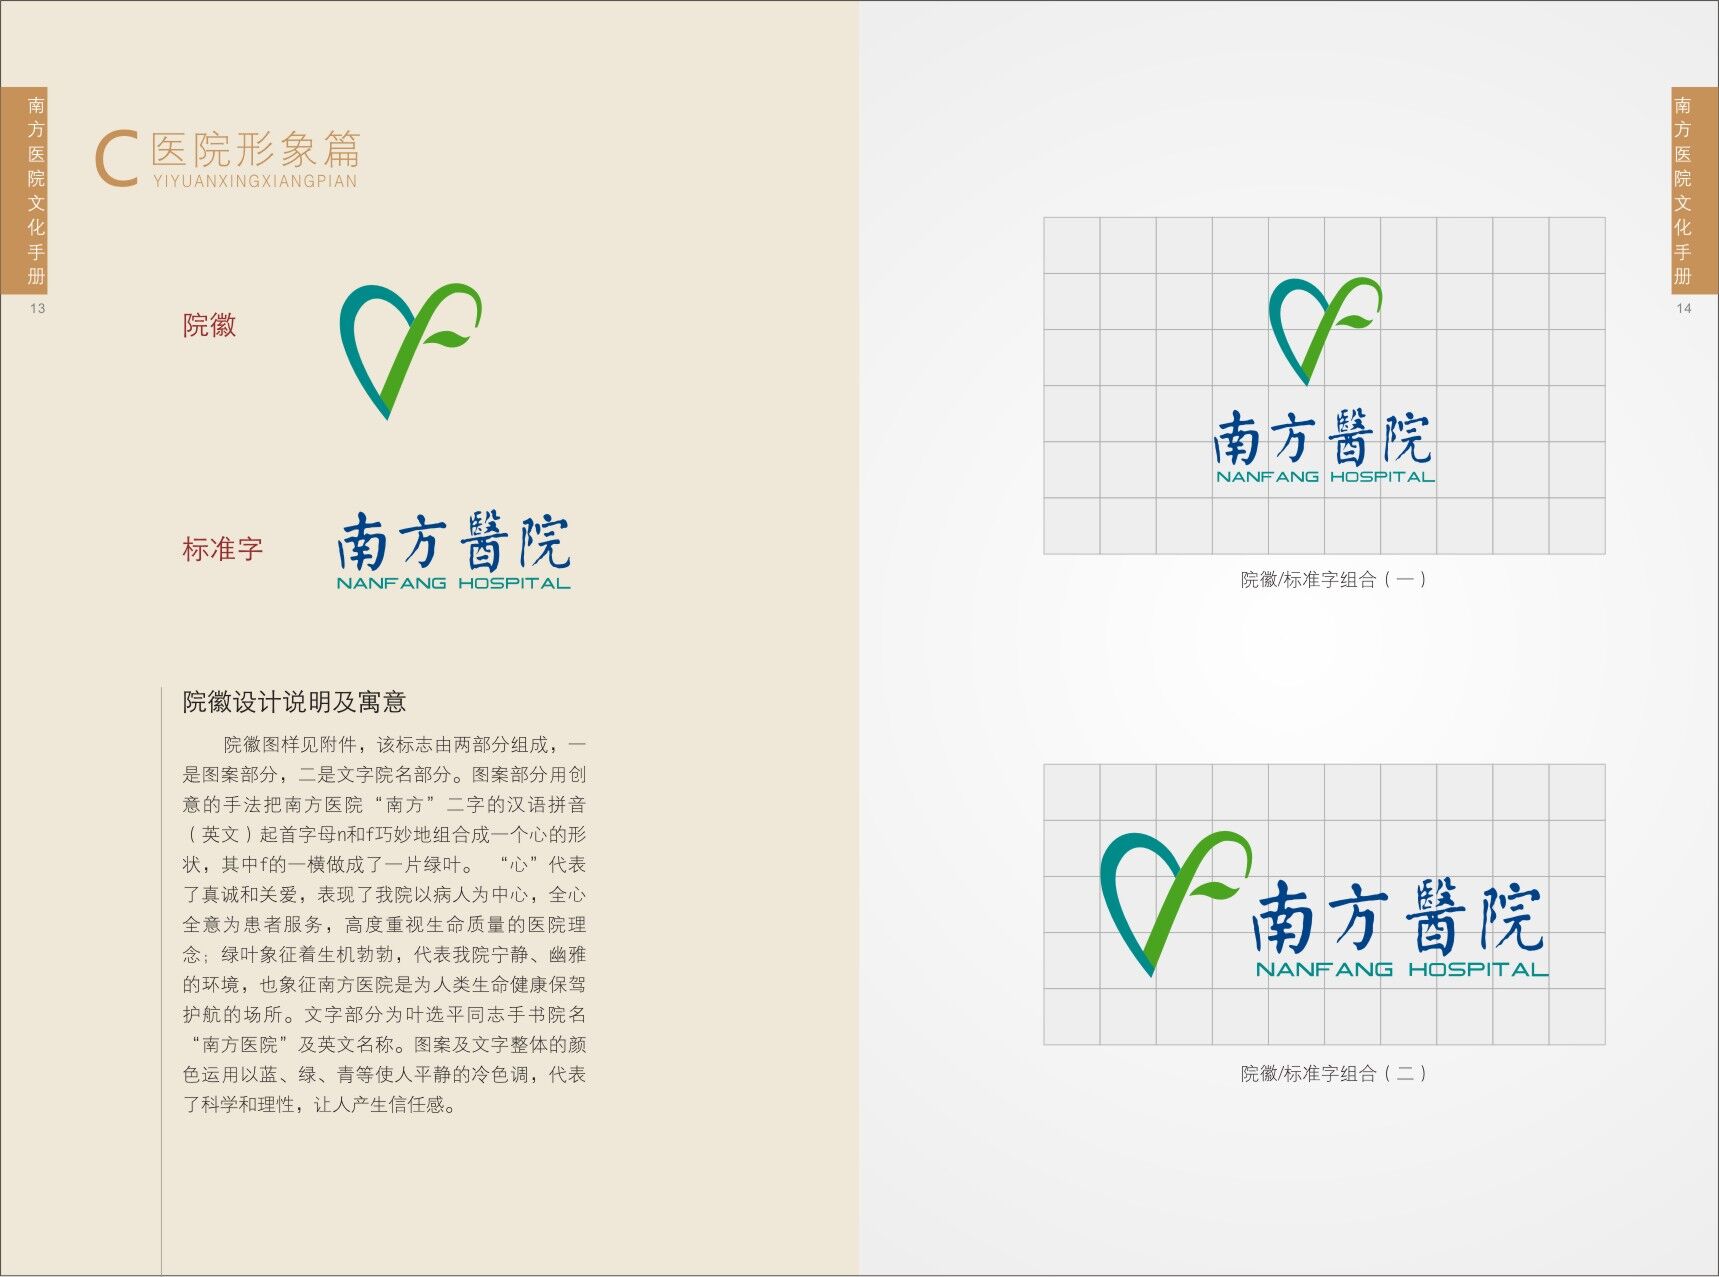 南方医院文化手册
13
C 医院形象篇
YIYUANXINGXIANGPIAN
院徽
标准字
南方醫院
NANFANG HOSPITAL
院徽设计说明及寓意
院徽图样见附件，该标志由两部分组成，一
是图案部分，二是文字院名部分。图案部分用创
意的手法把南方医院“南方”二字的汉语拼音
（英文）起首字母n和f巧妙地组合成一个心的形
状，其中f的一横做成了一片绿叶。 “心”代表
了真诚和关爱，表现了我院以病人为中心，全心
全意为患者服务，高度重视生命质量的医院理
念；绿叶象征着生机勃勃，代表我院宁静、幽雅
的环境，也象征南方医院是为人类生命健康保驾
护航的场所。文字部分为叶选平同志手书院名
“南方医院”及英文名称。图案及文字整体的颜
色运用以蓝、绿、青等使人平静的冷色调，代表
了科学和理性，让人产生信任感。
南方医院文化手册
14
南方醫院
NANFANG HOSPITAL
院徽/标准字组合（一）
南方醫院
NANFANG HOSPITAL
院徽/标准字组合（二）